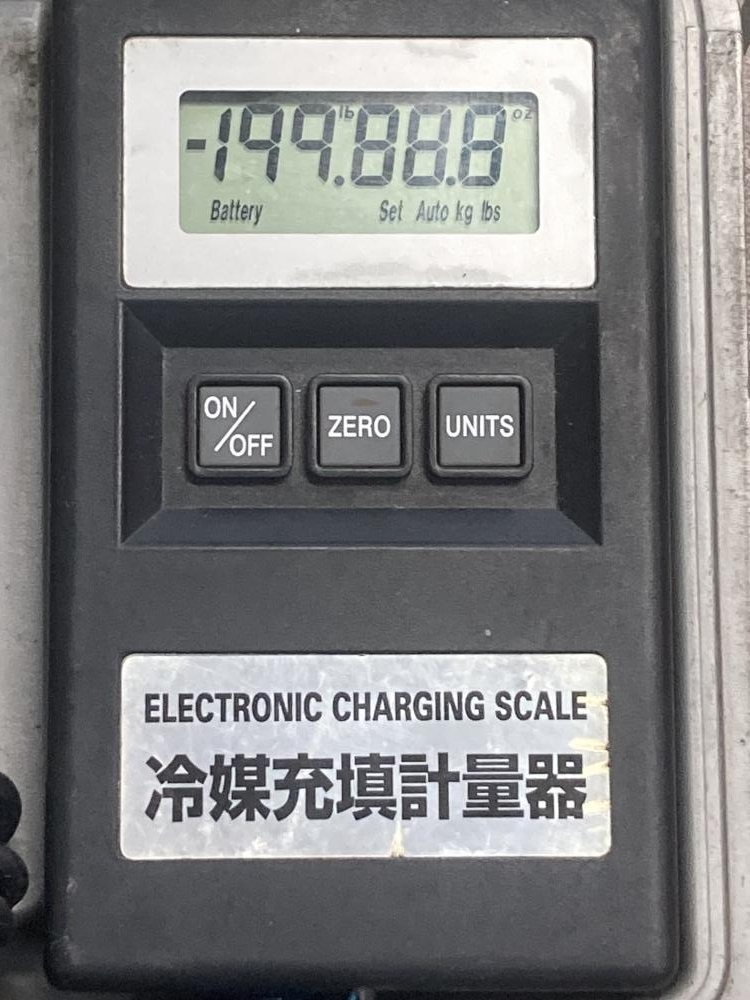 -199.88.8 lb oz
Battery Set Auto kg lbs
ON/OFF ZERO UNITS
ELECTRONIC CHARGING SCALE
冷媒充填計量器